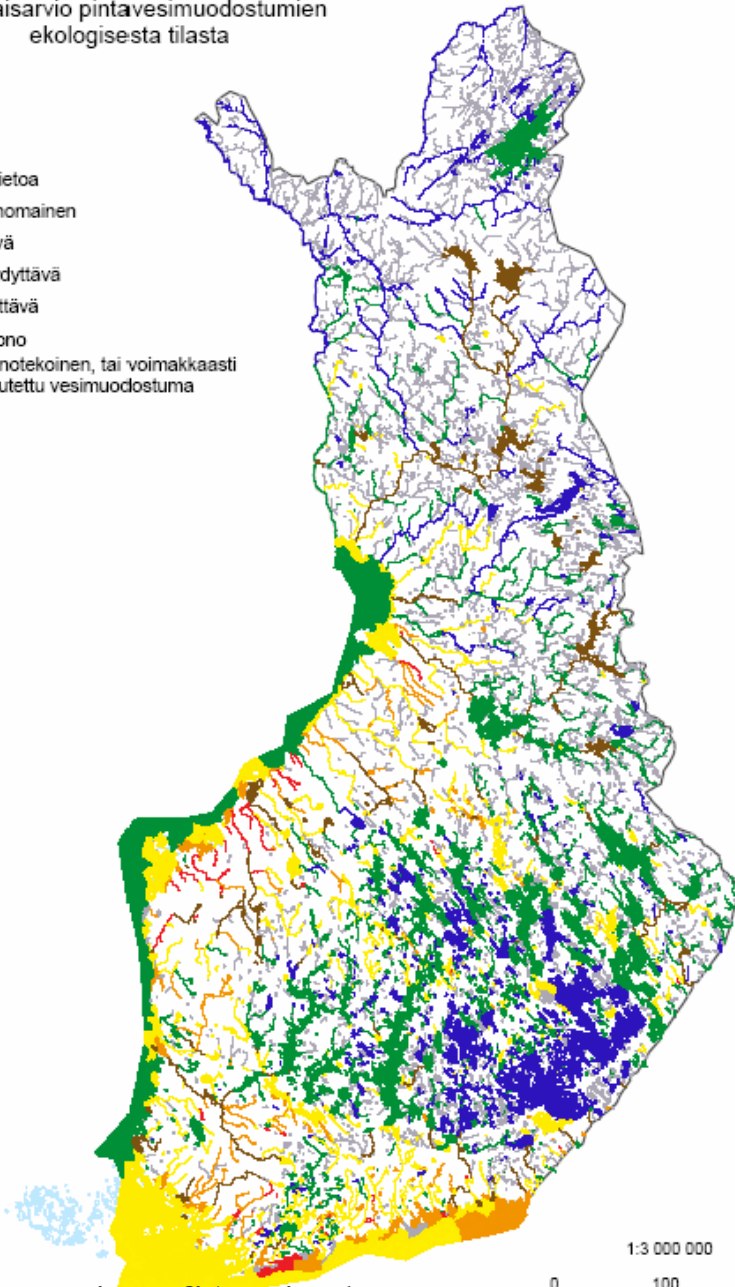 aisarvio pintavesimuodostumien
ekologisesta tilasta
ietoa
nomainen
vä
dyttävä
ttävä
ono
notekoinen, tai voimakkaasti
utettu vesimuodostuma
1:3 000 000
0 100